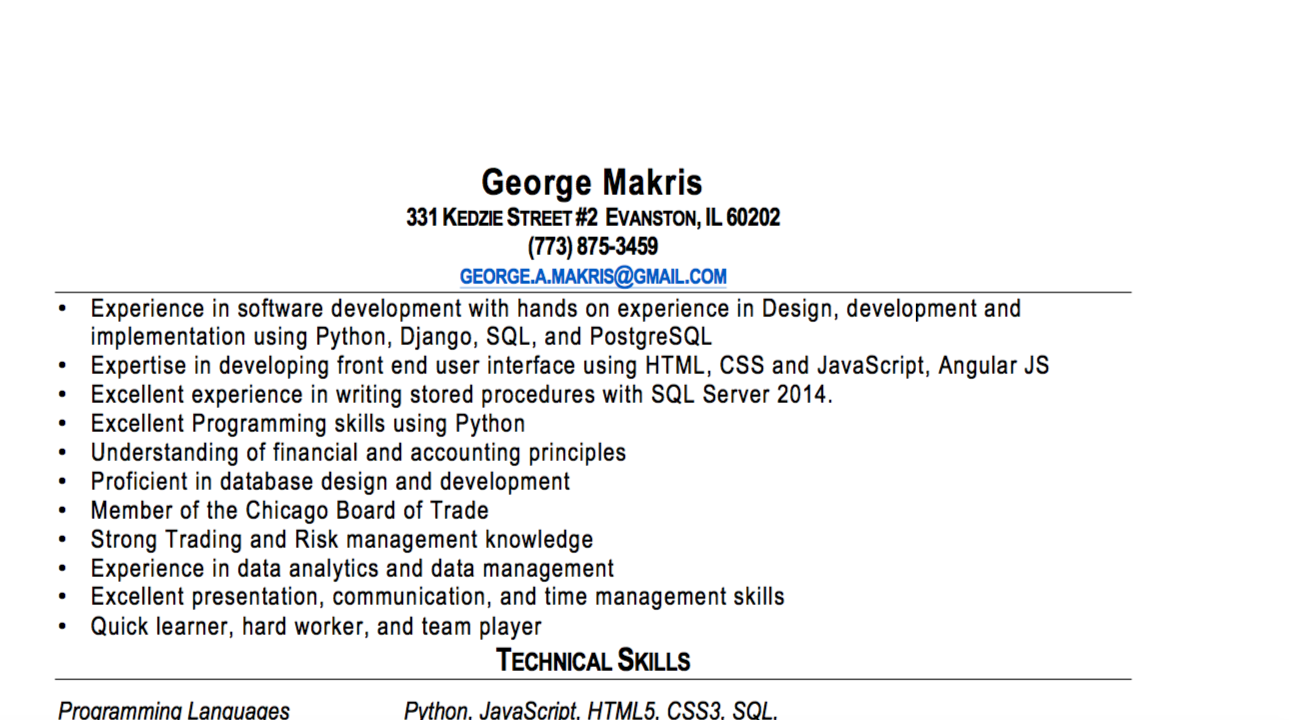 George Makris
331 KEDZIE STREET #2 EVANSTON, IL 60202
(773) 875-3459
GEORGE.A.MAKRIS@GMAIL.COM
• Experience in software development with hands on experience in Design, development and
implementation using Python, Django, SQL, and PostgreSQL
• Expertise in developing front end user interface using HTML, CSS and JavaScript, Angular JS
• Excellent experience in writing stored procedures with SQL Server 2014.
• Excellent Programming skills using Python
• Understanding of financial and accounting principles
• Proficient in database design and development
• Member of the Chicago Board of Trade
• Strong Trading and Risk management knowledge
• Experience in data analytics and data management
• Excellent presentation, communication, and time management skills
• Quick learner, hard worker, and team player
TECHNICAL SKILLS
Programming Languages Python, JavaScript, HTML5, CSS3, SQL,